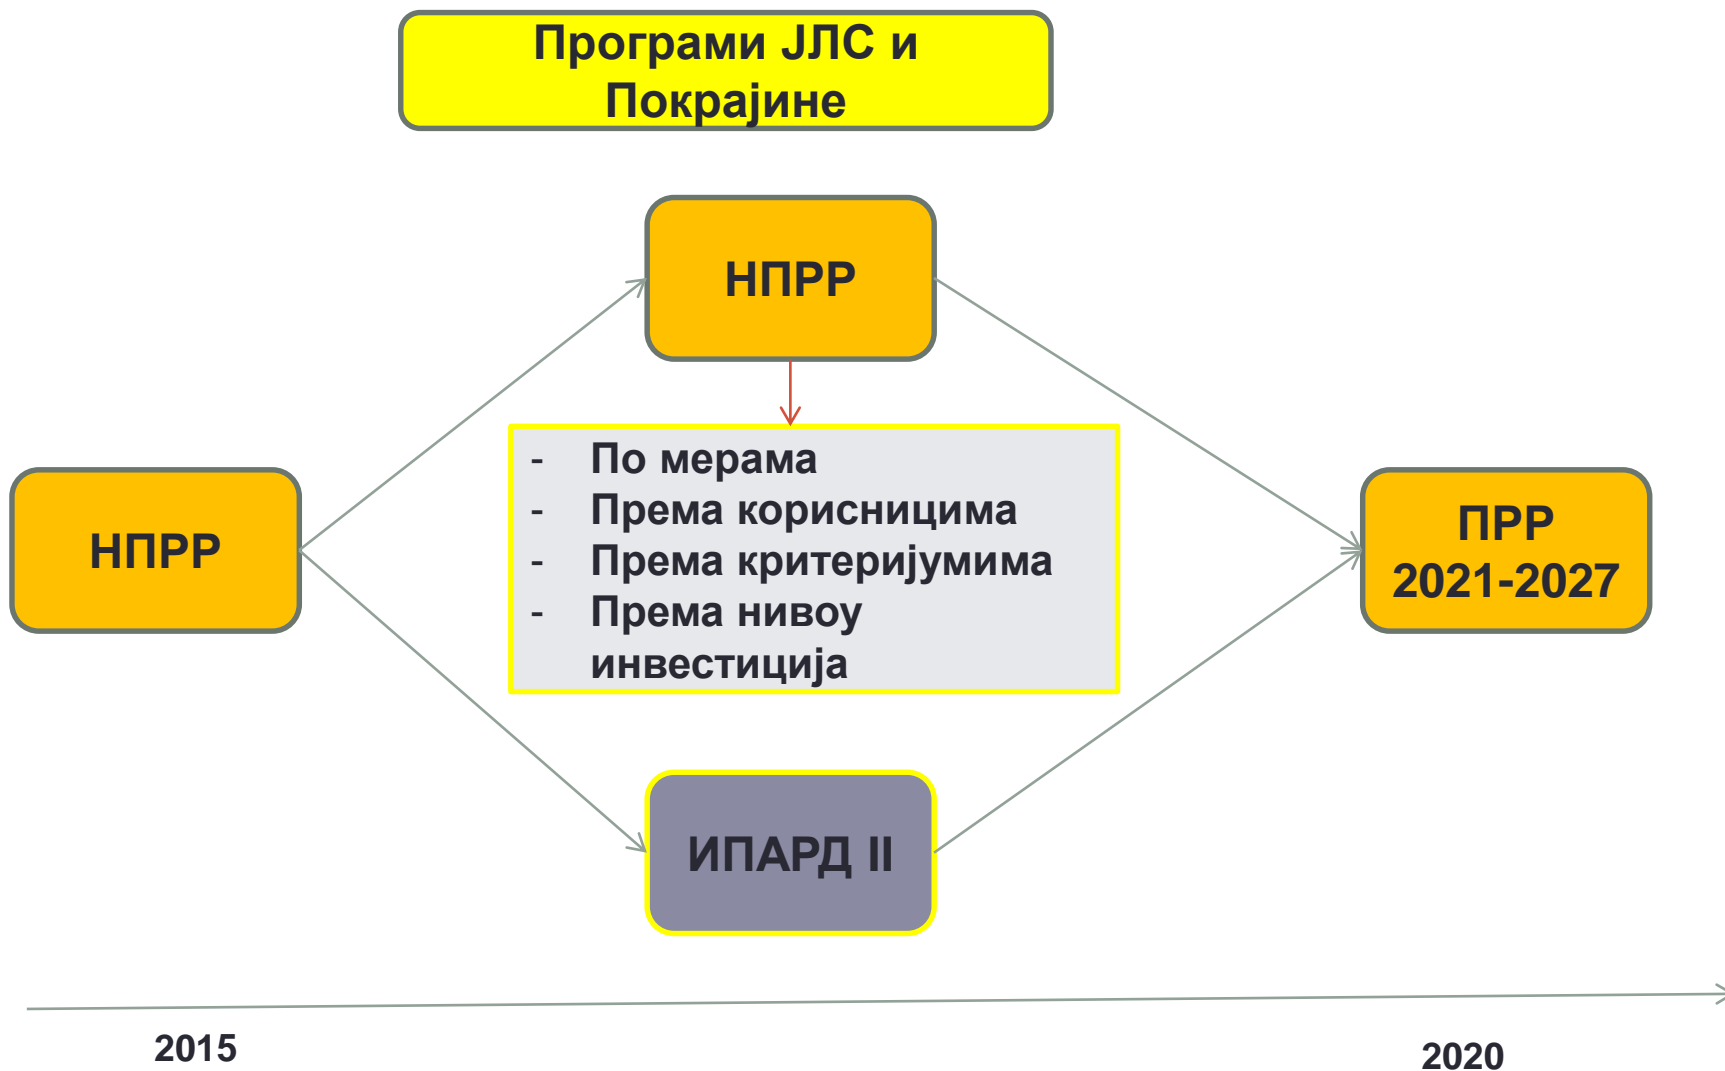 Програми ЈЛС и
Покрајине
НПРР
НПРР
- По мерама
- Према корисницима
- Према критеријумима
- Према нивоу
инвестиција
ПРР
2021-2027
ИПАРД II
2015
2020